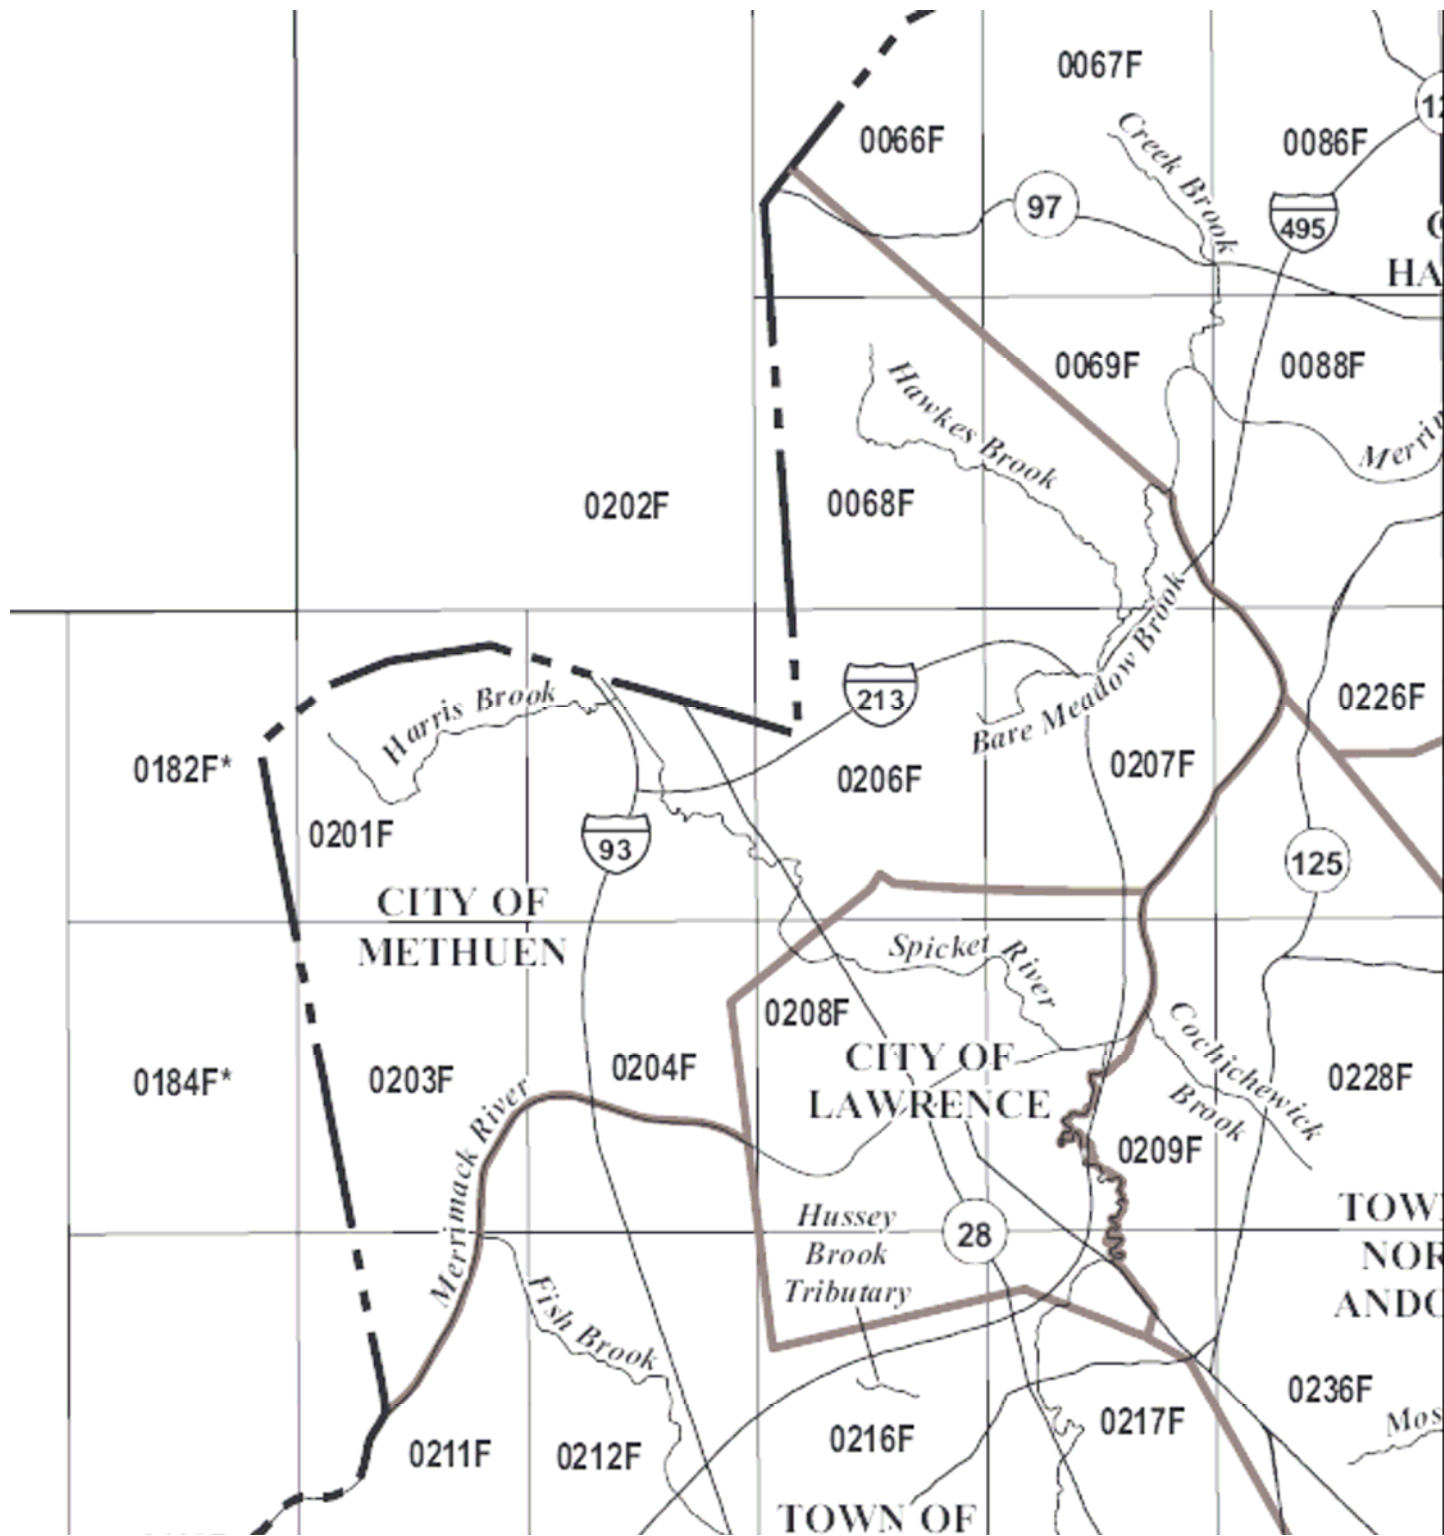 0067F
12
0066F
Creek Brook
0086F
97
495
HA
0069F
0088F
Hawkes Brook
Merrim
0202F
0068F
Bare Meadow Brook
213
0226F
Harris Brook
0182F*
0206F
0207F
0201F
93
125
CITY OF
METHUEN
Spicket River
0208F
Cochichewick
Brook
CITY OF
LAWRENCE
0184F*
0203F
0204F
0228F
Merrimack River
0209F
Hussey
Brook
Tributary
28
TOW
NOR
ANDO
Fish Brook
0236F
0211F
0212F
0216F
0217F
Mos
TOWN OF